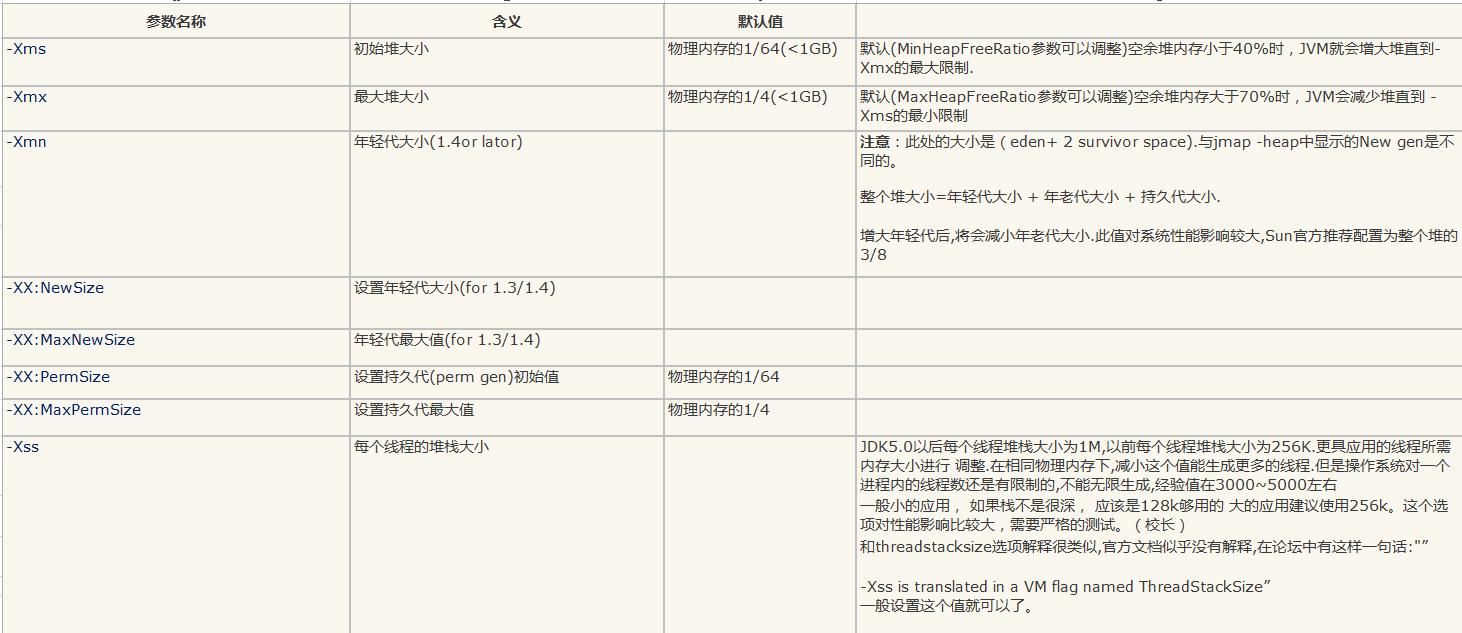 参数名称 含义 默认值
-Xms 初始堆大小 物理内存的1/64(<1GB) 默认(MinHeapFreeRatio参数可以调整)空余堆内存小于40%时，JVM就会增大堆直到-
Xmx的最大限制.
-Xmx 最大堆大小 物理内存的1/4(<1GB) 默认(MaxHeapFreeRatio参数可以调整)空余堆内存大于70%时，JVM会减少堆直到 -
Xms的最小限制
-Xmn 年轻代大小(1.4or lator) 注意：此处的大小是（eden+ 2 survivor space).与jmap -heap中显示的New gen是不
同的。
整个堆大小=年轻代大小 + 年老代大小 + 持久代大小.
增大年轻代后,将会减小年老代大小.此值对系统性能影响较大,Sun官方推荐配置为整个堆的
3/8
-XX:NewSize 设置年轻代大小(for 1.3/1.4)
-XX:MaxNewSize 年轻代最大值(for 1.3/1.4)
-XX:PermSize 设置持久代(perm gen)初始值 物理内存的1/64
-XX:MaxPermSize 设置持久代最大值 物理内存的1/4
-Xss 每个线程的堆栈大小 JDK5.0以后每个线程堆栈大小为1M,以前每个线程堆栈大小为256K.更具应用的线程所需
内存大小进行 调整.在相同物理内存下,减小这个值能生成更多的线程.但是操作系统对一个
进程内的线程数还是有限制的,不能无限生成,经验值在3000~5000左右
一般小的应用， 如果栈不是很深， 应该是128k够用的 大的应用建议使用256k。这个选
项对性能影响比较大，需要严格的测试。（校长）
和threadstacksize选项解释很类似,官方文档似乎没有解释,在论坛中有这样一句话:"”
-Xss is translated in a VM flag named ThreadStackSize”
一般设置这个值就可以了。